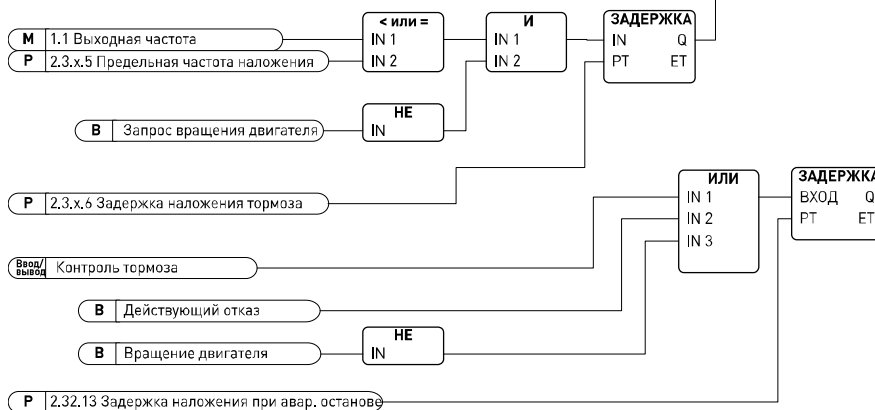 < или =
И
ЗАДЕРЖКА
М 1.1 Выходная частота
IN 1
IN 1
IN Q
Р 2.3.x.5 Предельная частота наложения
IN 2
IN 2
PT ET
НЕ
В Запрос вращения двигателя
IN
ИЛИ
ЗАДЕРЖКА
Р 2.3.x.6 Задержка наложения тормоза
IN 1
ВХОД Q
IN 2
PT ET
IN 3
Ввод/
вывод Контроль тормоза
В Действующий отказ
НЕ
В Вращение двигателя
IN
Р 2.32.13 Задержка наложения при авар. останове